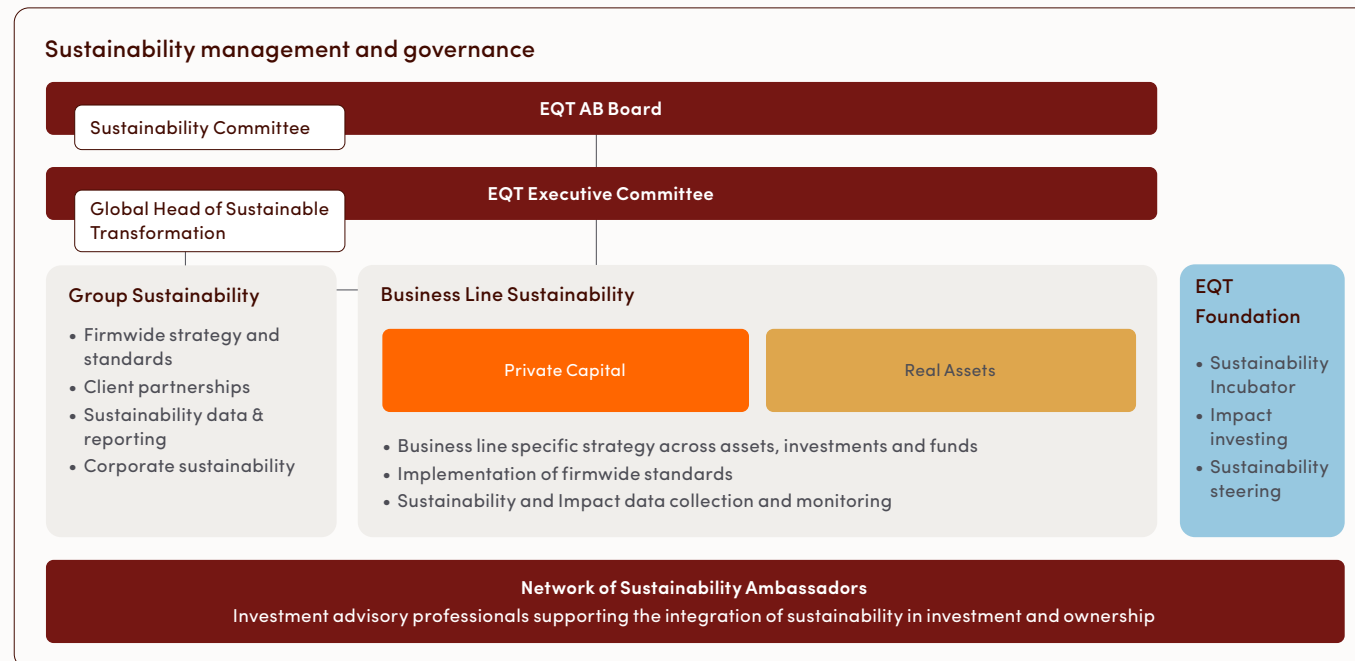 Sustainability management and governance
EQT AB Board
Sustainability Committee
EQT Executive Committee
Global Head of Sustainable
Transformation
Group Sustainability
• Firmwide strategy and
standards
• Client partnerships
• Sustainability data &
reporting
• Corporate sustainability
Business Line Sustainability
Private Capital
Real Assets
• Business line specific strategy across assets, investments and funds
• Implementation of firmwide standards
• Sustainability and Impact data collection and monitoring
EQT
Foundation
• Sustainability
Incubator
• Impact
investing
• Sustainability
steering
Network of Sustainability Ambassadors
Investment advisory professionals supporting the integration of sustainability in investment and ownership